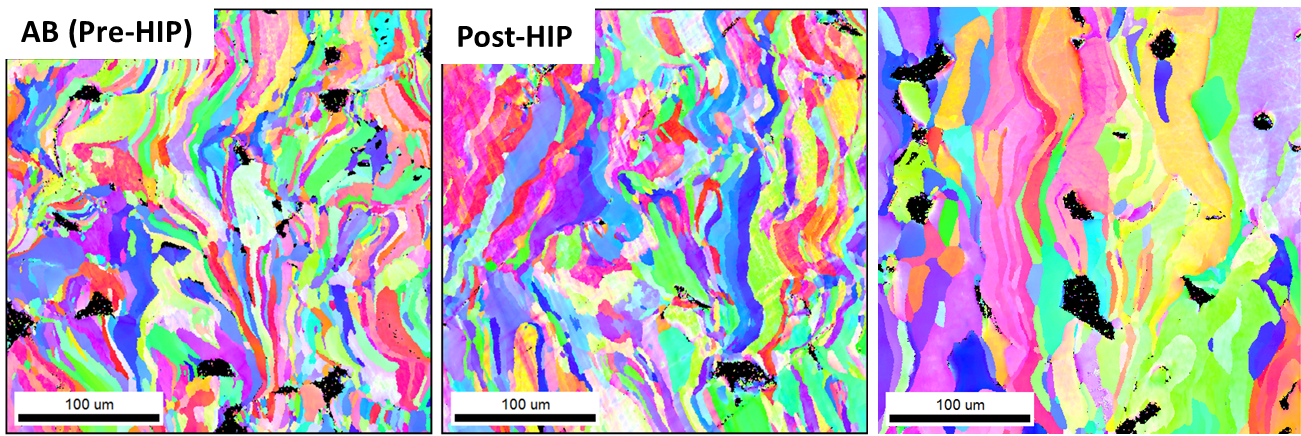 AB (Pre-HIP)
Post-HIP
100 um
100 um
100 um